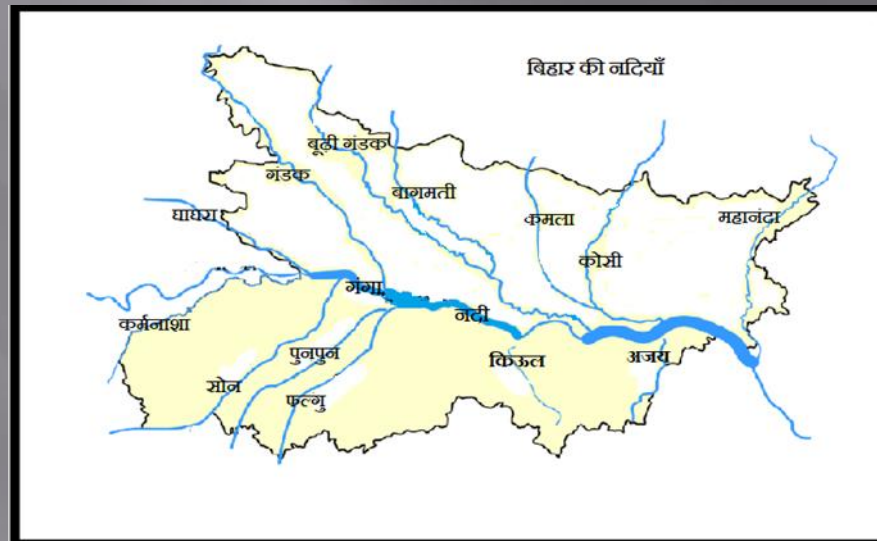 बिहार की नदियाँ
बूढ़ी गंडक
गंडक
बागमती
घाघरा
कमला
महानंदा
कोसी
गंगा
नदी
कर्मनाशा
पुनपुन
किऊल
अजय
सोन
फल्गु